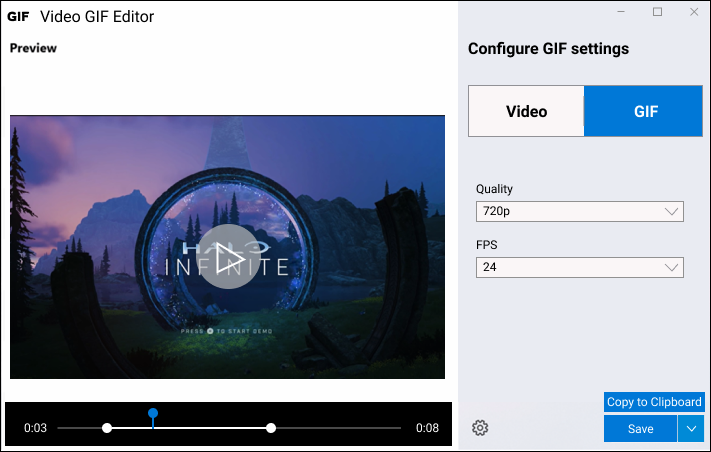 GIF Video GIF Editor
Preview
HALO
INFINITE
PRESS TO START DEMO
0:03
0:08
Configure GIF settings
Video
GIF
Quality
720p
FPS
24
Copy to Clipboard
Save